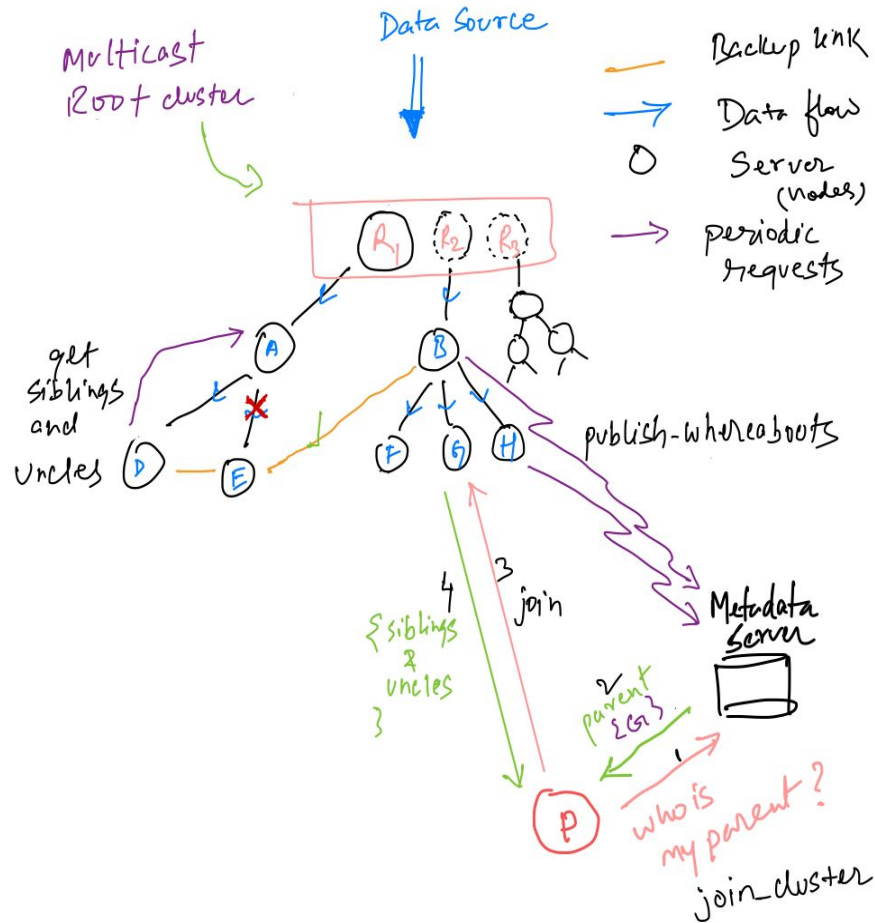 Data Source
Multicast
Root cluster
Backup link
Data flow
Server
(nodes)
periodic
requests
R1
R2
R3
A
B
get
siblings
and
uncles
D
E
F
G
H
publish-whereabouts
4
3
join
{siblings
&
uncles
}
Metadata
Server
2
parent
{G}
1
P
who is
my parent?
join_cluster